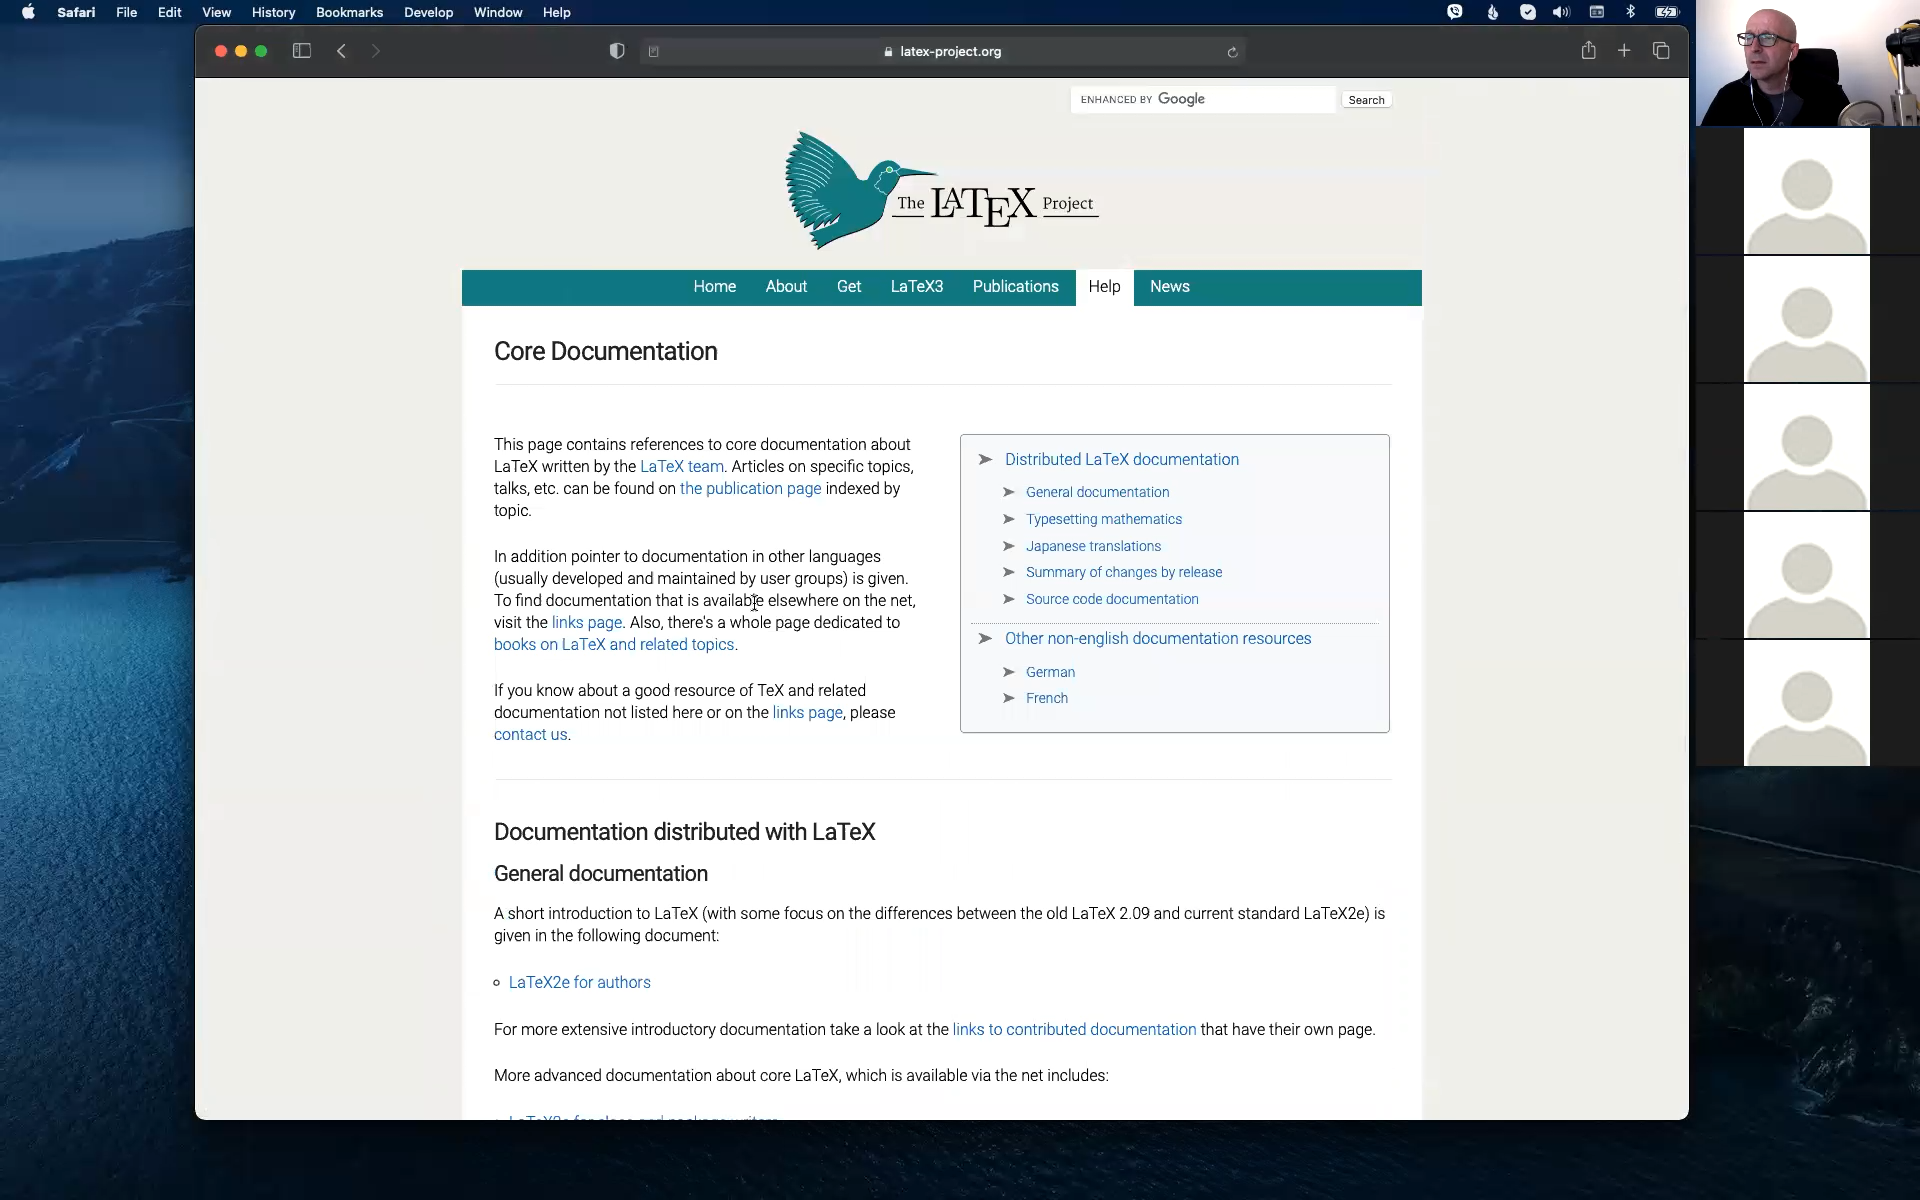 Safari File Edit View History Bookmarks Develop Window Help
latex-project.org
ENHANCED BY Google Search
The LATEX Project
Home About Get LaTeX3 Publications Help News
Core Documentation
This page contains references to core documentation about
LaTeX written by the LaTeX team. Articles on specific topics,
talks, etc. can be found on the publication page indexed by
topic.
In addition pointer to documentation in other languages
(usually developed and maintained by user groups) is given.
To find documentation that is available elsewhere on the net,
visit the links page. Also, there's a whole page dedicated to
books on LaTeX and related topics.
If you know about a good resource of TeX and related
documentation not listed here or on the links page, please
contact us.
Distributed LaTeX documentation
General documentation
Typesetting mathematics
Japanese translations
Summary of changes by release
Source code documentation
Other non-english documentation resources
German
French
Documentation distributed with LaTeX
General documentation
A short introduction to LaTeX (with some focus on the differences between the old LaTeX 2.09 and current standard LaTeX2e) is
given in the following document:
LaTeX2e for authors
For more extensive introductory documentation take a look at the links to contributed documentation that have their own page.
More advanced documentation about core LaTeX, which is available via the net includes:
LaTeX2e for class and package writers